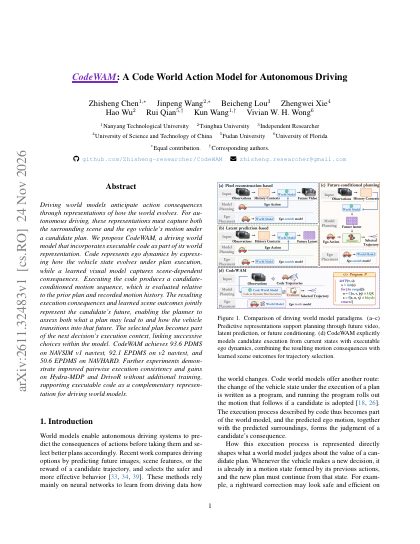 CodeWAM: A Code World Action Model for Autonomous Driving
Zhisheng Chen1,* Jinpeng Wang2,* Beicheng Lou3 Zhengwei Xie4
Hao Wu2 Rui Qian5,† Kun Wang1,† Vivian W. H. Wong6
1Nanyang Technological University 2Tsinghua University 3Independent Researcher
4University of Science and Technology of China 5Fudan University 6University of Florida
*Equal contribution †Corresponding authors.
github.com/Zhisheng-researcher/CodeWAM zhisheng.researcher@gmail.com
arXiv:2611.32483v1 [cs.RO] 24 Nov 2026
Abstract
Driving world models anticipate action consequences
through representations of how the world evolves. For au-
tonomous driving, these representations must capture both
the surrounding scene and the ego vehicle's motion under
a candidate plan. We propose CodeWAM, a driving world
model that incorporates executable code as part of its world
representation. Code represents ego dynamics by express-
ing how the vehicle state evolves under plan execution,
while a learned visual model captures scene-dependent
consequences. Executing the code produces a candidate-
conditioned motion sequence, which is evaluated relative
to the prior plan and recorded motion history. The result-
ing execution consequences and learned scene outcomes
jointly represent the candidate's future, enabling the planner to
assess both what a plan may lead to and how the vehicle
transitions into that future. The selected plan becomes part
of the next decision's execution context, linking successive
choices within the model. CodeWAM achieves 93.6 PDMS
on NAVSIM v1 navtest, 92.1 EPDMS on v2 navtest, and
50.6 EPDMS on NAVHARD. Further experiments demon-
strate improved pairwise execution consistency and gains
on Hydra-MDP and DrivoR without additional training,
supporting executable code as a complementary represen-
tation for driving world models.
1. Introduction
World models enable autonomous driving systems to pre-
dict the consequences of actions before taking them and se-
lect better plans accordingly. Recent work compares driving
options by predicting future images, scene features, or the
reward of a candidate trajectory, and selects the safer and
more effective behavior [33, 34, 39]. These methods rely
mainly on neural networks to learn from driving data how
(a) Pixel reconstruction based
(b) Latent prediction based
(c) Future-conditioned planning
(d) CodeWAM
Figure 1. Comparison of driving world model paradigms. (a–c)
Predictive representations support planning through future video,
latent prediction, or future conditioning. (d) CodeWAM explicitly
models candidate execution from current states with executable
ego dynamics, combining the resulting motion consequences with
learned scene outcomes for trajectory selection.
the world changes. Code world models offer another route:
the change of the vehicle state under the execution of a plan
is written as a program, and running the program rolls out
the motion that follows if a candidate is adopted [18, 26].
The execution process described by code thus becomes part
of the world model, and the predicted ego motion, together
with the predicted surroundings, forms the judgment of a
candidate's consequence.
How this execution process is represented directly
shapes what a world model judges about the value of a can-
didate plan. Whenever the vehicle makes a new decision, it
is already in a motion state formed by its previous actions,
and the new plan must continue from that state. For exam-
ple, a rightward correction may look safe and efficient on
1